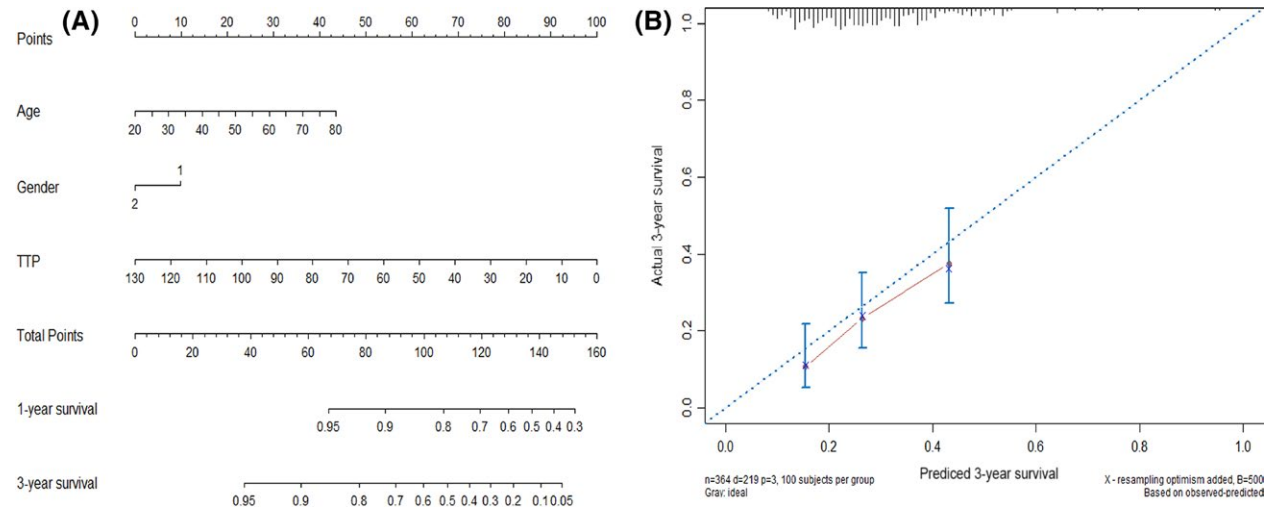 (A)
Points
0 10 20 30 40 50 60 70 80 90 100
Age
20 30 40 50 60 70 80
Gender
1
2
TTP
130 120 110 100 90 80 70 60 50 40 30 20 10 0
Total Points
0 20 40 60 80 100 120 140 160
1-year survival
0.95 0.9 0.8 0.7 0.6 0.5 0.4 0.3
3-year survival
0.95 0.9 0.8 0.7 0.6 0.5 0.4 0.3 0.2 0.1 0.05
(B)
Actual 3-year survival
1.0
0.8
0.6
0.4
0.2
0.0
0.0 0.2 0.4 0.6 0.8 1.0
Prediced 3-year survival
n=364 d=219 p=3, 100 subjects per group
Gray: ideal
X - resampling optimism added, B=5000
Based on observed-predicted